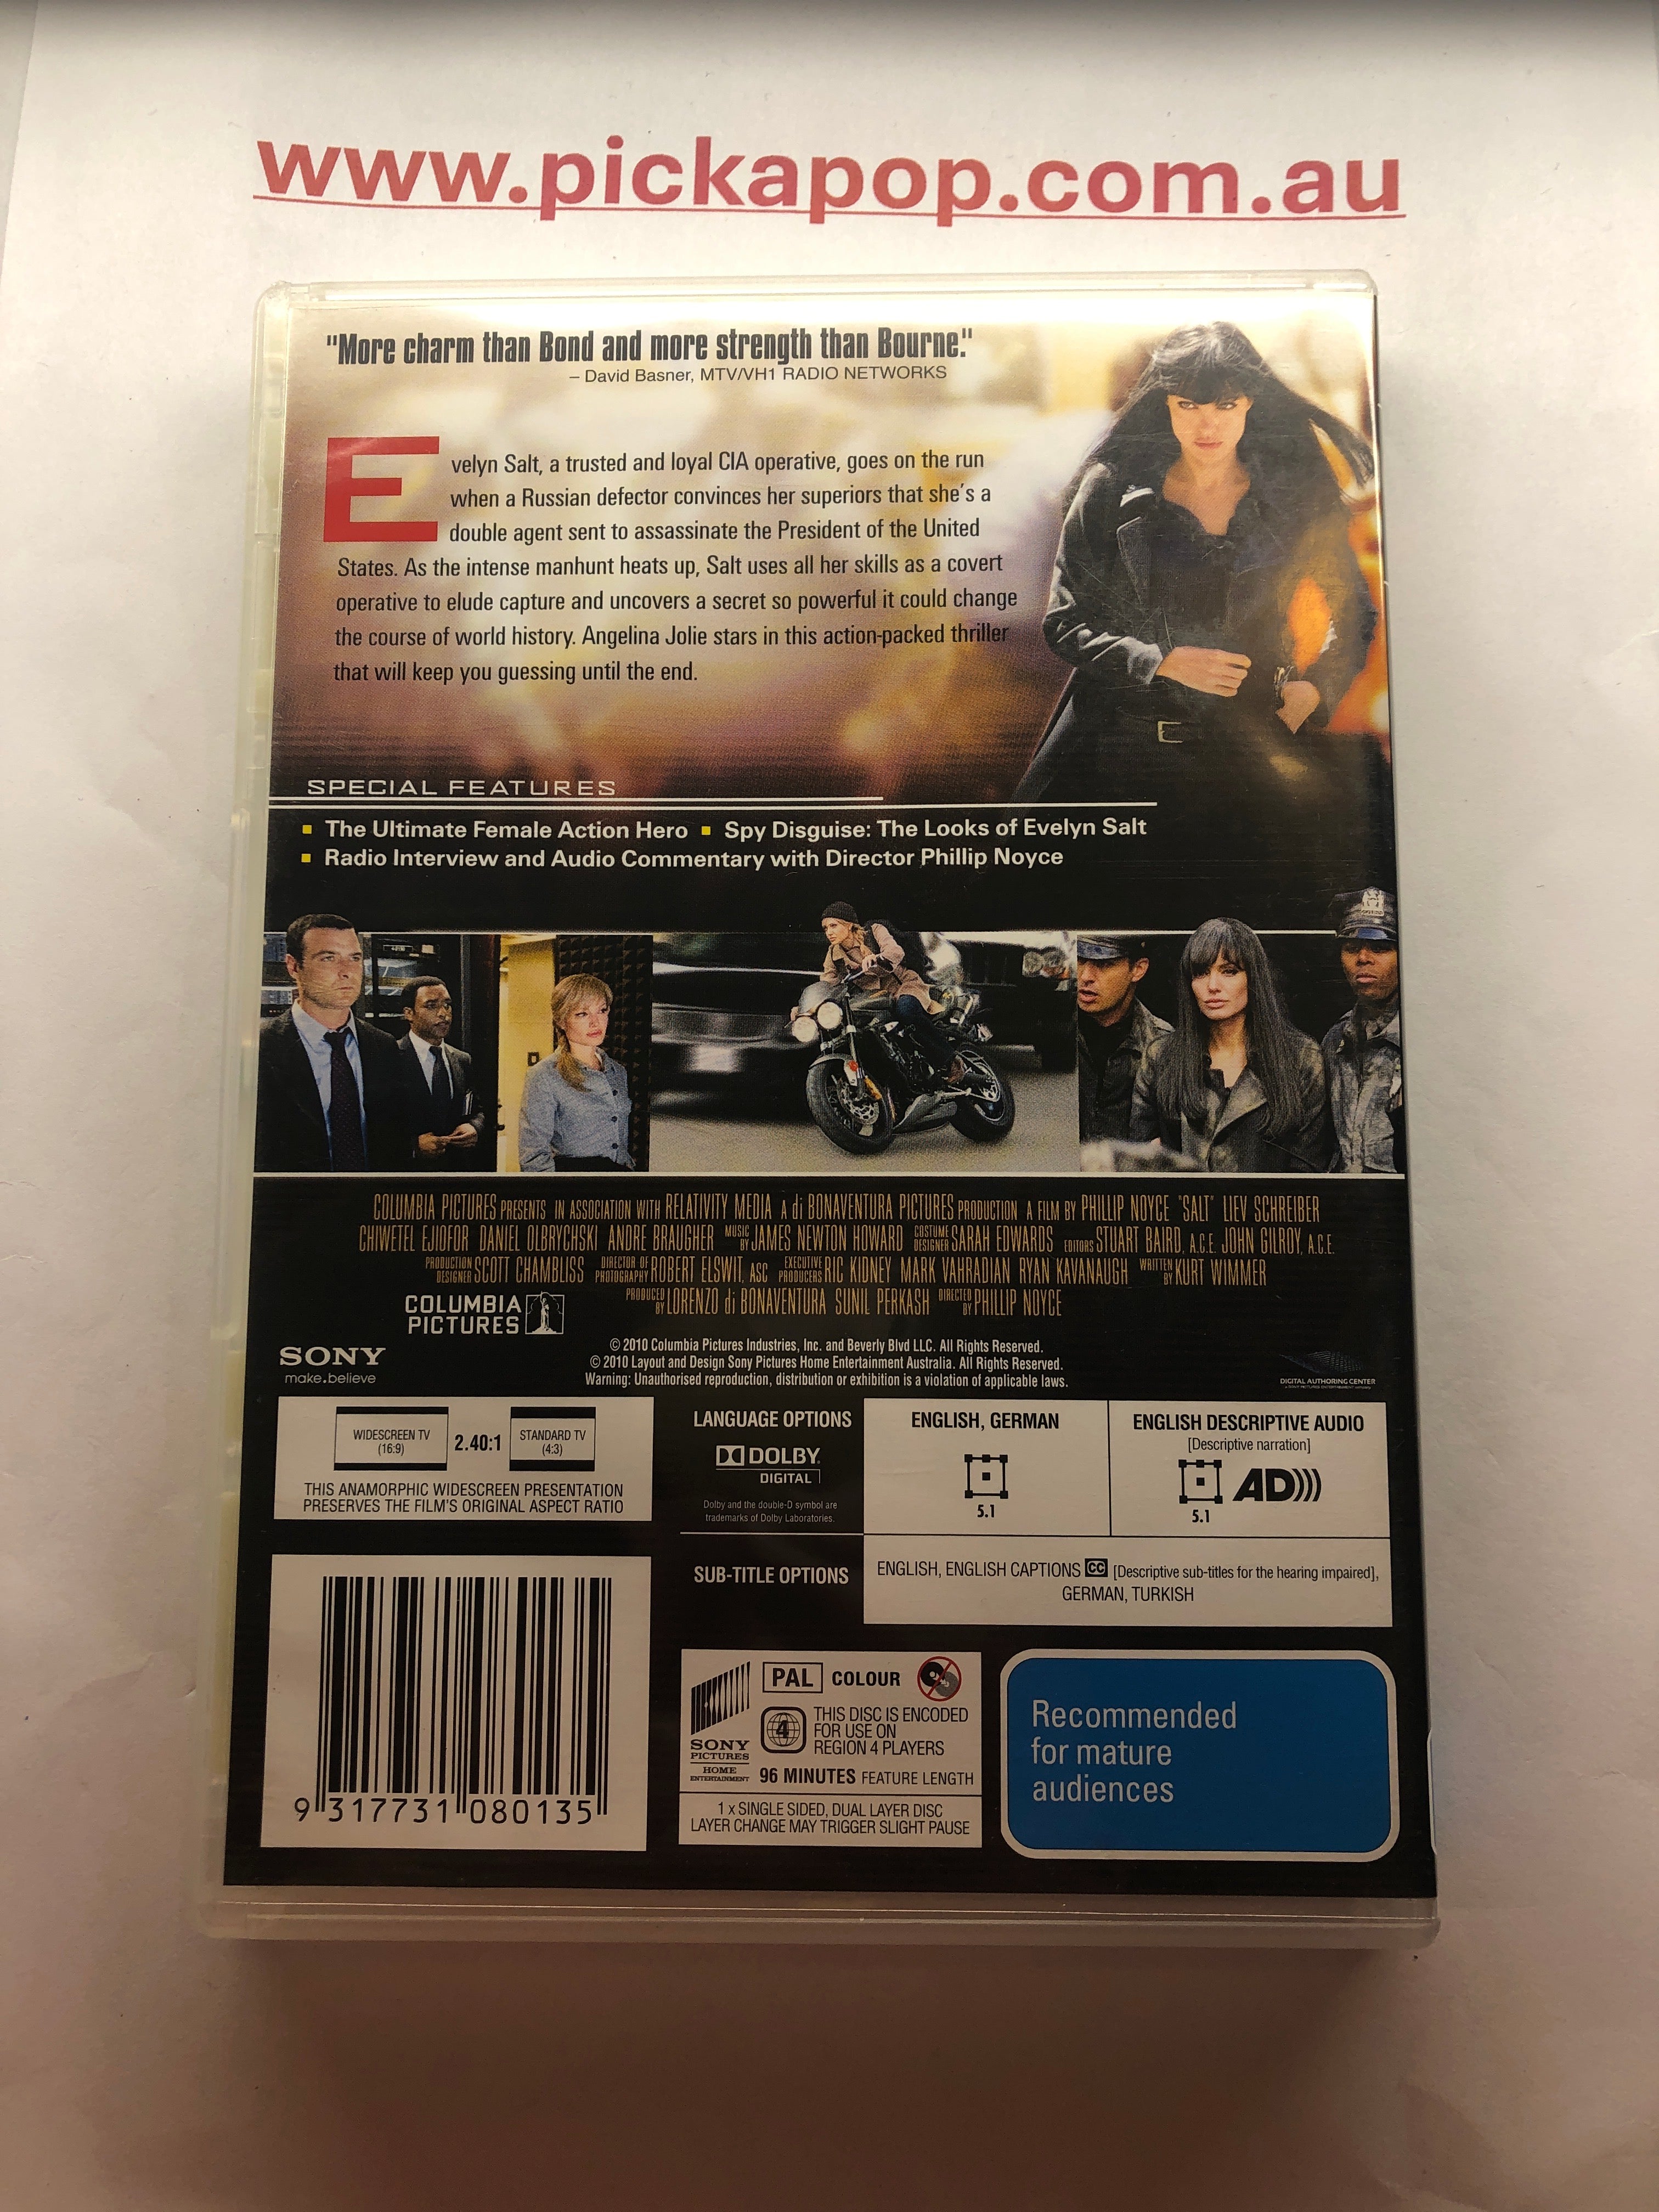 www.pickapop.com.au
"More charm than Bond and more strength than Bourne."
– David Basner, MTV/VH1 RADIO NETWORKS
Evelyn Salt, a trusted and loyal CIA operative, goes on the run
when a Russian defector convinces her superiors that she's a
double agent sent to assassinate the President of the United
States. As the intense manhunt heats up, Salt uses all her skills as a covert
operative to elude capture and uncovers a secret so powerful it could change
the course of world history. Angelina Jolie stars in this action-packed thriller
that will keep you guessing until the end.
SPECIAL FEATURES
The Ultimate Female Action Hero ▪ Spy Disguise: The Looks of Evelyn Salt
Radio Interview and Audio Commentary with Director Phillip Noyce
COLUMBIA PICTURES PRESENTS IN ASSOCIATION WITH RELATIVITY MEDIA A di BONAVENTURA PICTURES PRODUCTION A FILM BY PHILLIP NOYCE "SALT" LIEV SCHREIBER
CHIWETEL EJIOFOR DANIEL OLBRYCHSKI ANDRE BRAUGHER MUSIC BY JAMES NEWTON HOWARD COSTUME DESIGNER SARAH EDWARDS EDITORS STUART BAIRD, A.C.E. JOHN GILROY, A.C.E.
PRODUCTION DESIGNER SCOTT CHAMBLISS DIRECTOR OF PHOTOGRAPHY ROBERT ELSWIT, ASC EXECUTIVE PRODUCERS RIC KIDNEY MARK VAHRADIAN RYAN KAVANAUGH WRITTEN BY KURT WIMMER
PRODUCED BY LORENZO di BONAVENTURA SUNIL PERKASH DIRECTED BY PHILLIP NOYCE
COLUMBIA
PICTURES
SONY
make.believe
© 2010 Columbia Pictures Industries, Inc. and Beverly Blvd LLC. All Rights Reserved.
© 2010 Layout and Design Sony Pictures Home Entertainment Australia. All Rights Reserved.
Warning: Unauthorised reproduction, distribution or exhibition is a violation of applicable laws.
DIGITAL AUTHORING CENTER
WIDESCREEN TV
(16:9)
2.40:1
STANDARD TV
(4:3)
THIS ANAMORPHIC WIDESCREEN PRESENTATION
PRESERVES THE FILM'S ORIGINAL ASPECT RATIO
LANGUAGE OPTIONS
DOLBY
DIGITAL
Dolby and the double-D symbol are
trademarks of Dolby Laboratories.
ENGLISH, GERMAN
5.1
ENGLISH DESCRIPTIVE AUDIO
[Descriptive narration]
AD
5.1
SUB-TITLE OPTIONS
ENGLISH, ENGLISH CAPTIONS CC [Descriptive sub-titles for the hearing impaired],
GERMAN, TURKISH
9 317731 080135
SONY
PICTURES
HOME
ENTERTAINMENT
PAL COLOUR
4
THIS DISC IS ENCODED
FOR USE ON
REGION 4 PLAYERS
96 MINUTES FEATURE LENGTH
1 x SINGLE SIDED, DUAL LAYER DISC
LAYER CHANGE MAY TRIGGER SLIGHT PAUSE
Recommended
for mature
audiences